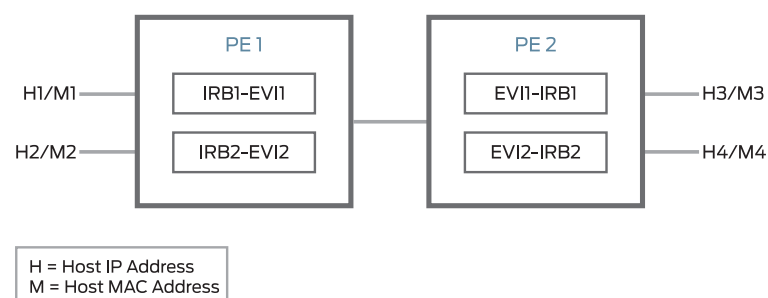 PE 1
PE 2
H1/M1
IRB1-EVI1
EVI1-IRB1
H3/M3
H2/M2
IRB2-EVI2
EVI2-IRB2
H4/M4
H = Host IP Address
M = Host MAC Address